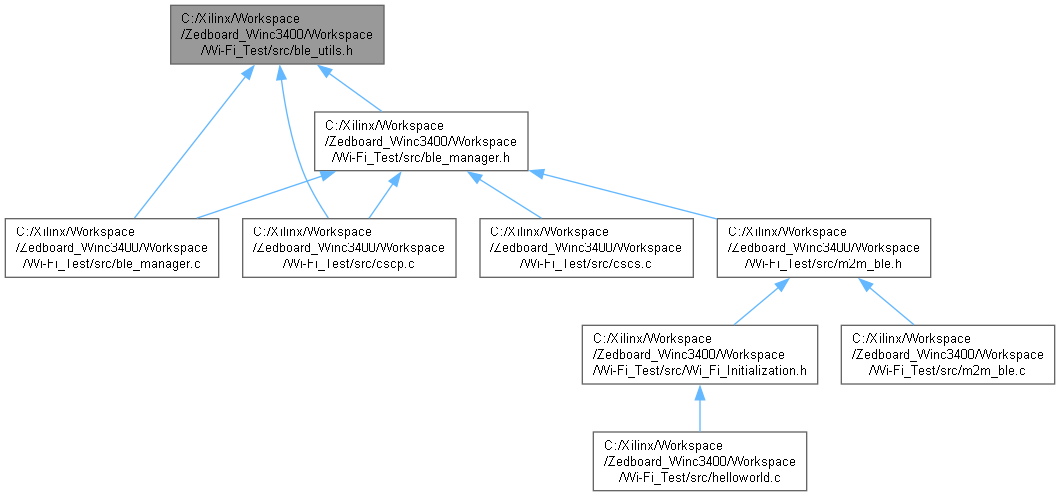 C:/Xilinx/Workspace
/Zedboard_Winc3400/Workspace
/Wi-Fi_Test/src/ble_utils.h
C:/Xilinx/Workspace
/Zedboard_Winc3400/Workspace
/Wi-Fi_Test/src/ble_manager.h
C:/Xilinx/Workspace
/Zedboard_Winc3400/Workspace
/Wi-Fi_Test/src/ble_manager.c
C:/Xilinx/Workspace
/Zedboard_Winc3400/Workspace
/Wi-Fi_Test/src/cscp.c
C:/Xilinx/Workspace
/Zedboard_Winc3400/Workspace
/Wi-Fi_Test/src/cscs.c
C:/Xilinx/Workspace
/Zedboard_Winc3400/Workspace
/Wi-Fi_Test/src/m2m_ble.h
C:/Xilinx/Workspace
/Zedboard_Winc3400/Workspace
/Wi-Fi_Test/src/Wi_Fi_Initialization.h
C:/Xilinx/Workspace
/Zedboard_Winc3400/Workspace
/Wi-Fi_Test/src/m2m_ble.c
C:/Xilinx/Workspace
/Zedboard_Winc3400/Workspace
/Wi-Fi_Test/src/helloworld.c